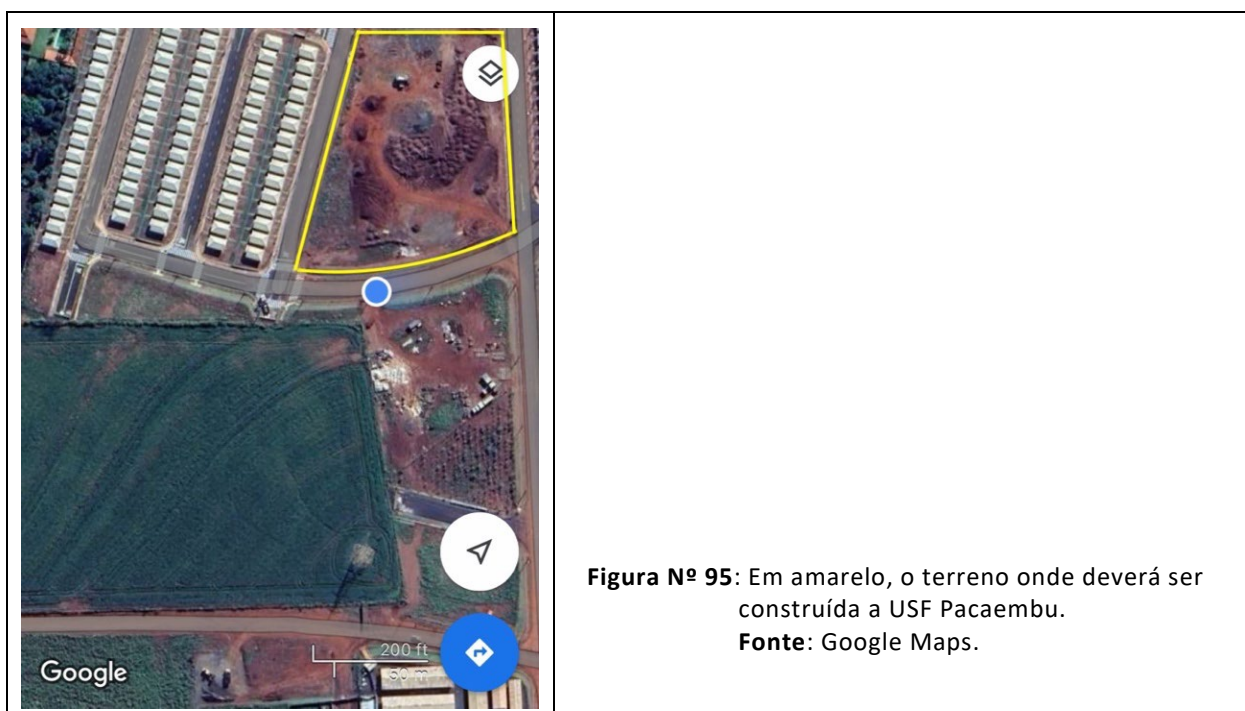 200 ft
50 m
Google
Figura Nº 95: Em amarelo, o terreno onde deverá ser
construída a USF Pacaembu.
Fonte: Google Maps.